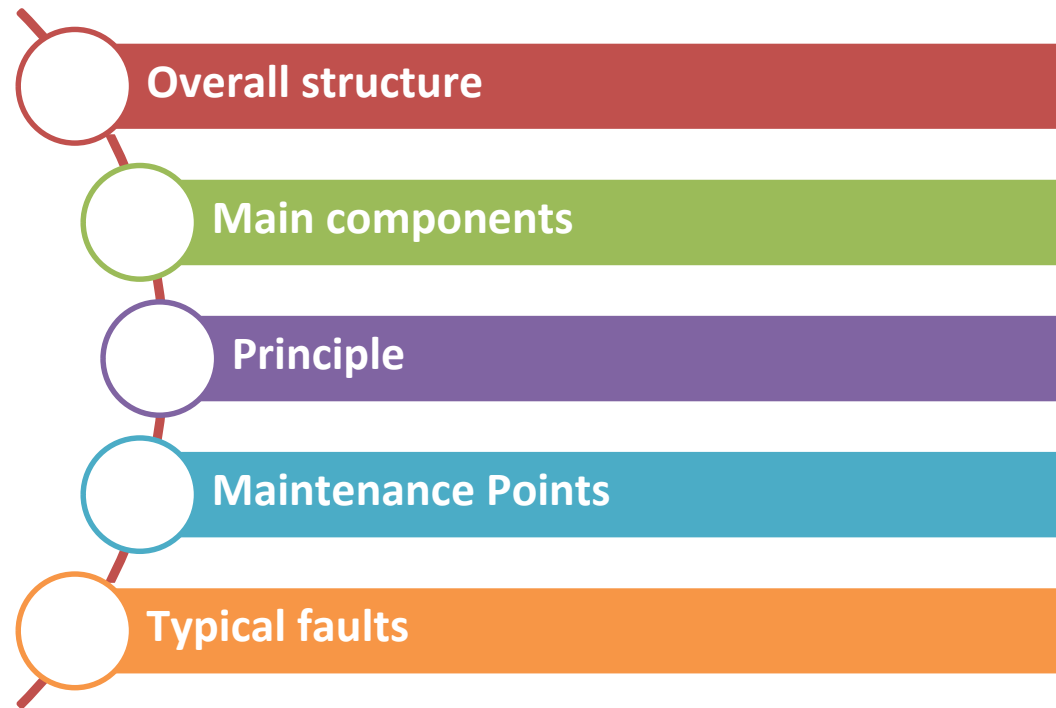 Overall structure
Main components
Principle
Maintenance Points
Typical faults